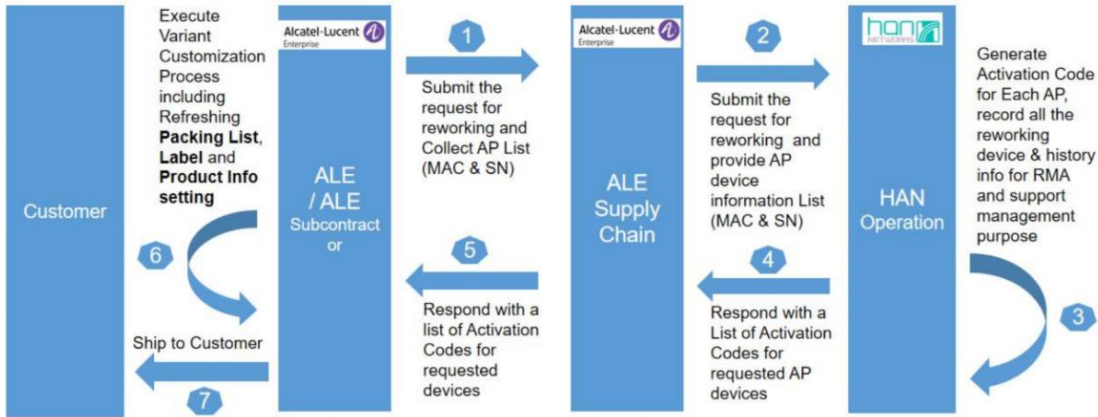 Execute
Variant
Customization
Process
including
Refreshing
Packing List,
Label and
Product Info
setting
Customer
6
Ship to Customer
7
Alcatel-Lucent
Enterprise
ALE
/ ALE
Subcontract
or
1
Submit the
request for
reworking and
Collect AP List
(MAC & SN)
5
Respond with a
list of Activation
Codes for
requested
devices
Alcatel-Lucent
Enterprise
ALE
Supply
Chain
2
Submit the
request for
reworking and
provide AP
device
information List
(MAC & SN)
4
Respond with a
List of Activation
Codes for
requested AP
devices
han
NETWORKS
HAN
Operation
Generate
Activation Code
for Each AP,
record all the
reworking
device & history
info for RMA
and support
management
purpose
3